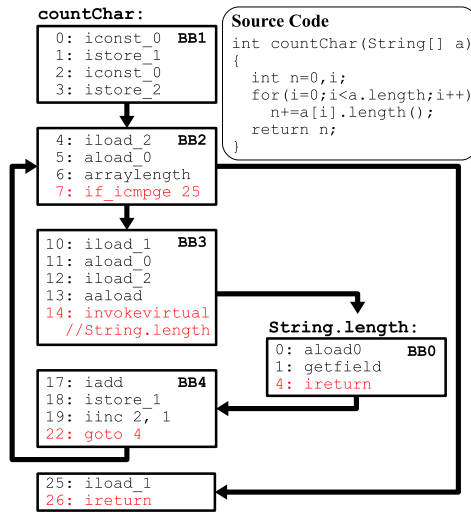 countChar:
0: iconst_0 BB1
1: istore_1
2: iconst_0
3: istore_2
Source Code
int countChar(String[] a)
{
int n=0,i;
for(i=0;i<a.length;i++)
n+=a[i].length();
return n;
}
4: iload_2 BB2
5: aload_0
6: arraylength
7: if_icmpge 25
10: iload_1 BB3
11: aload_0
12: iload_2
13: aaload
14: invokevirtual
//String.length
String.length:
0: aload0 BB0
1: getfield
4: ireturn
17: iadd BB4
18: istore_1
19: iinc 2, 1
22: goto 4
25: iload_1
26: ireturn